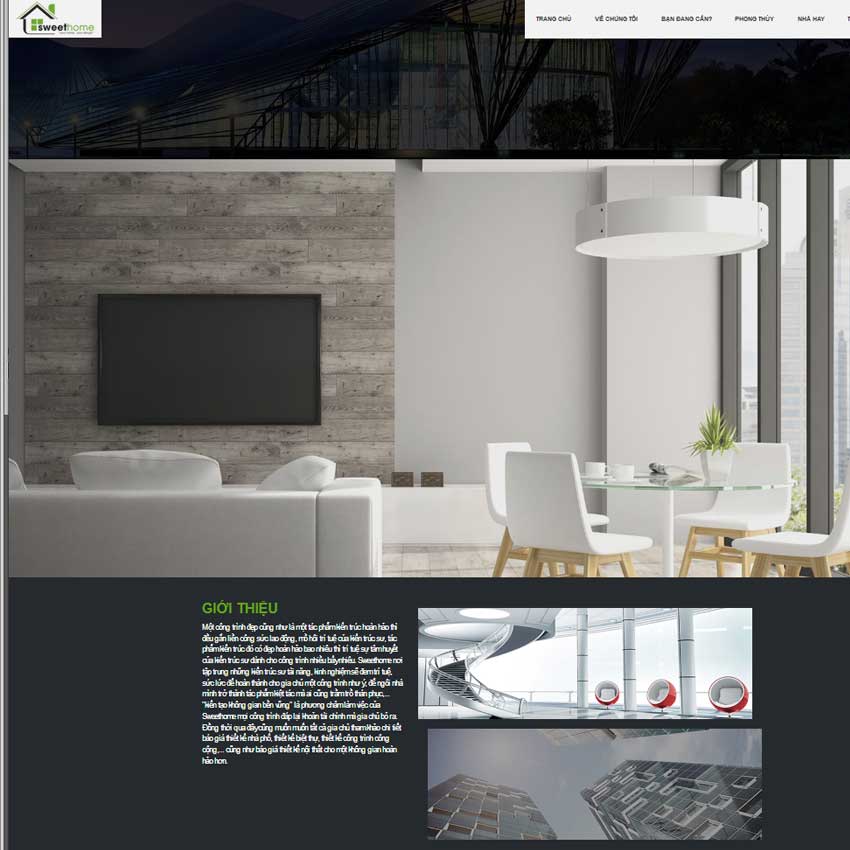 sweethome
TRANG CHỦ VỀ CHÚNG TÔI BẠN ĐANG CẦN? PHONG THỦY NHÀ HAY
GIỚI THIỆU
Một công trình đẹp cũng như là một tác phẩm kiến trúc hoàn hảo thì
đều gắn liền công sức lao động, mồ hôi trí tuệ của kiến trúc sư, tác
phẩm kiến trúc đó có đẹp hoàn hảo bao nhiêu thì trí tuệ sự tâm huyết
của kiến trúc sư dành cho công trình nhiều bấy nhiêu. Sweethome nơi
tập trung những kiến trúc sư tài năng, kinh nghiệm sẽ đem trí tuệ,
sức lức để hoàn thành cho gia chủ một công trình như ý, để ngôi nhà
mình trở thành tác phẩm kiệt tác mà ai cũng trầm trồ thán phục,...
"kiến tạo không gian bền vững" là phương châm làm việc của
Sweethome mọi công trình đáp lại khoản tài chính mà gia chủ bỏ ra.
Đồng thời qua đây cũng muốn muốn tất cả gia chủ tham khảo chi tiết
báo giá thiết kế nhà phố, thiết kế biệt thự, thiết kế công trình công
cộng,... cũng như báo giá thiết kế nội thất cho một không gian hoàn
hảo hơn.